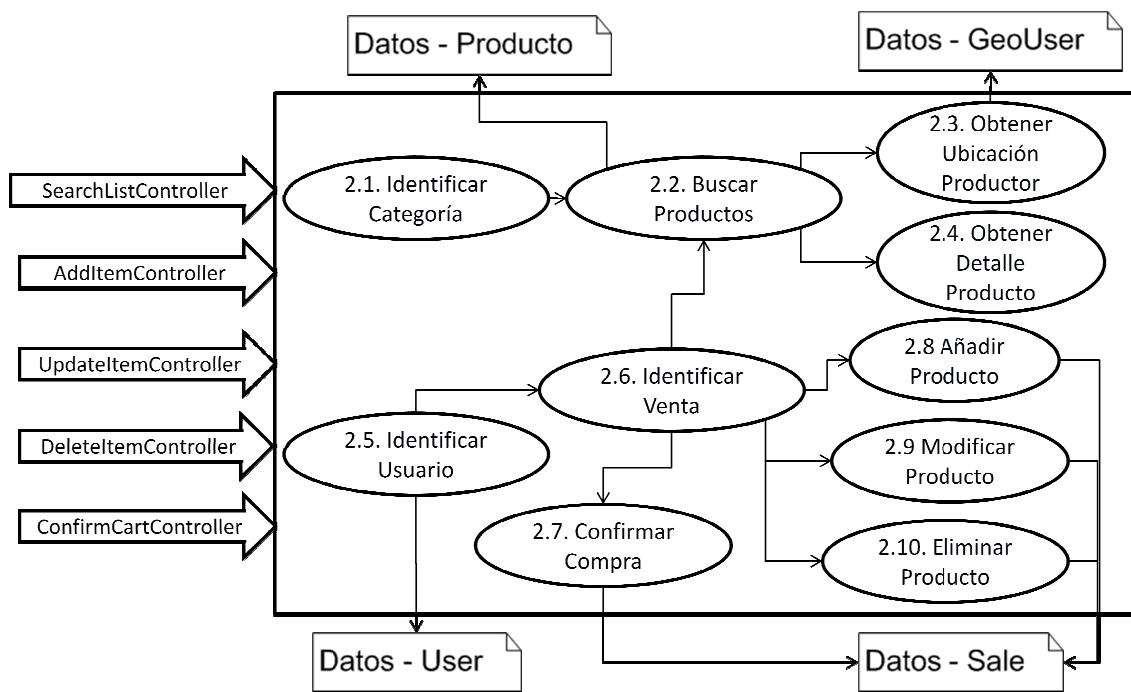 Datos - Producto
Datos - GeoUser
2.3. Obtener
Ubicación
Productor
SearchListController
2.1. Identificar
Categoría
2.2. Buscar
Productos
2.4. Obtener
Detalle
Producto
AddItemController
UpdateItemController
2.6. Identificar
Venta
2.8 Añadir
Producto
DeleteItemController
2.5. Identificar
Usuario
2.9 Modificar
Producto
ConfirmCartController
2.7. Confirmar
Compra
2.10. Eliminar
Producto
Datos - User
Datos - Sale